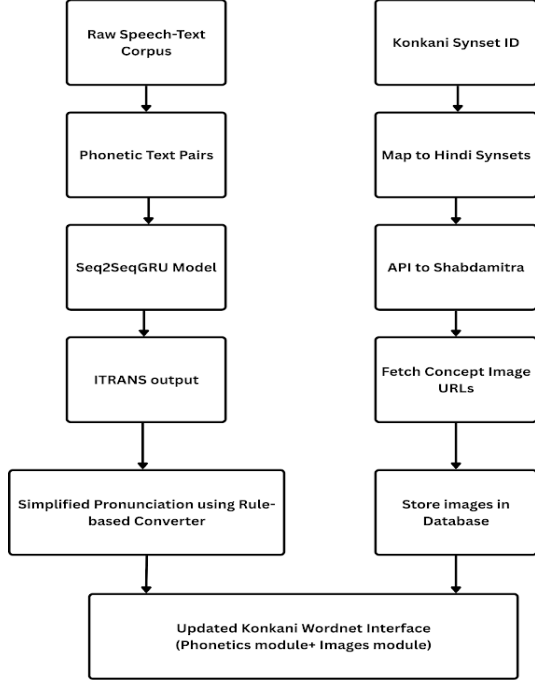 Raw Speech-Text
Corpus
Phonetic Text Pairs
Seq2SeqGRU Model
ITRANS output
Simplified Pronunciation using Rule-
based Converter
Konkani Synset ID
Map to Hindi Synsets
API to Shabdamitra
Fetch Concept Image
URLs
Store images in
Database
Updated Konkani Wordnet Interface
(Phonetics module+ Images module)